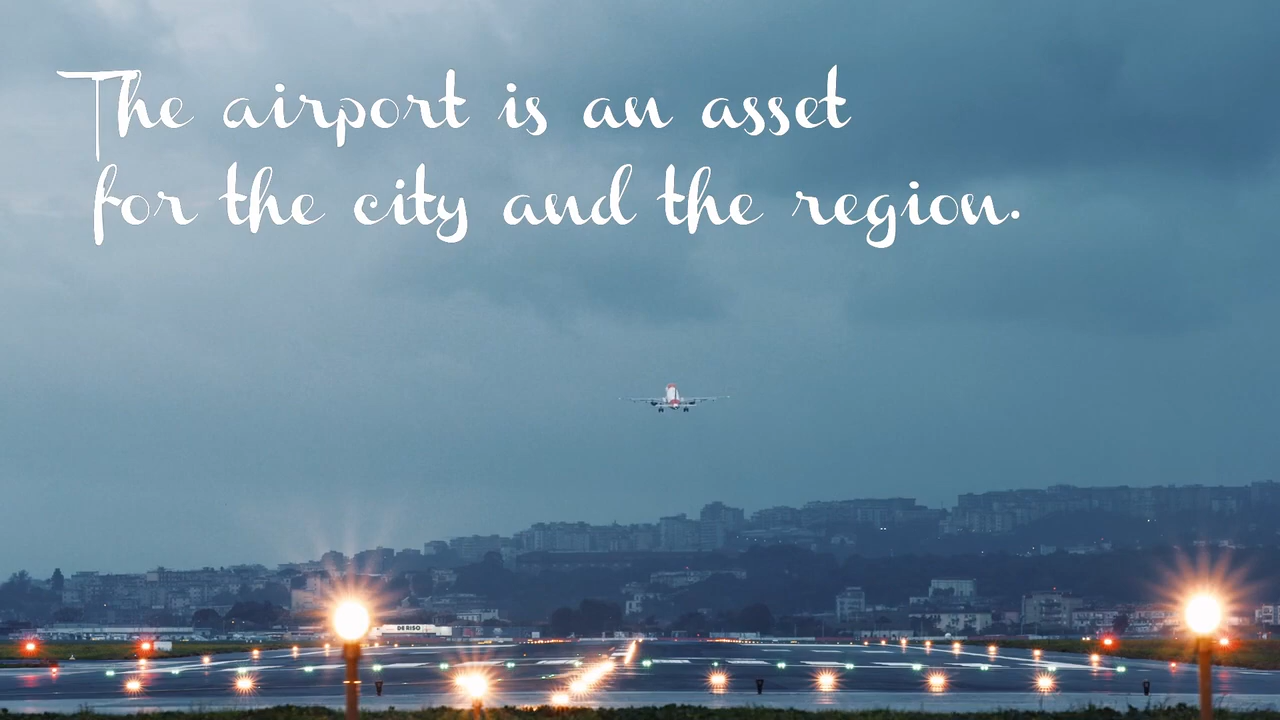 The airport is an asset
for the city and the region.
DE RISO